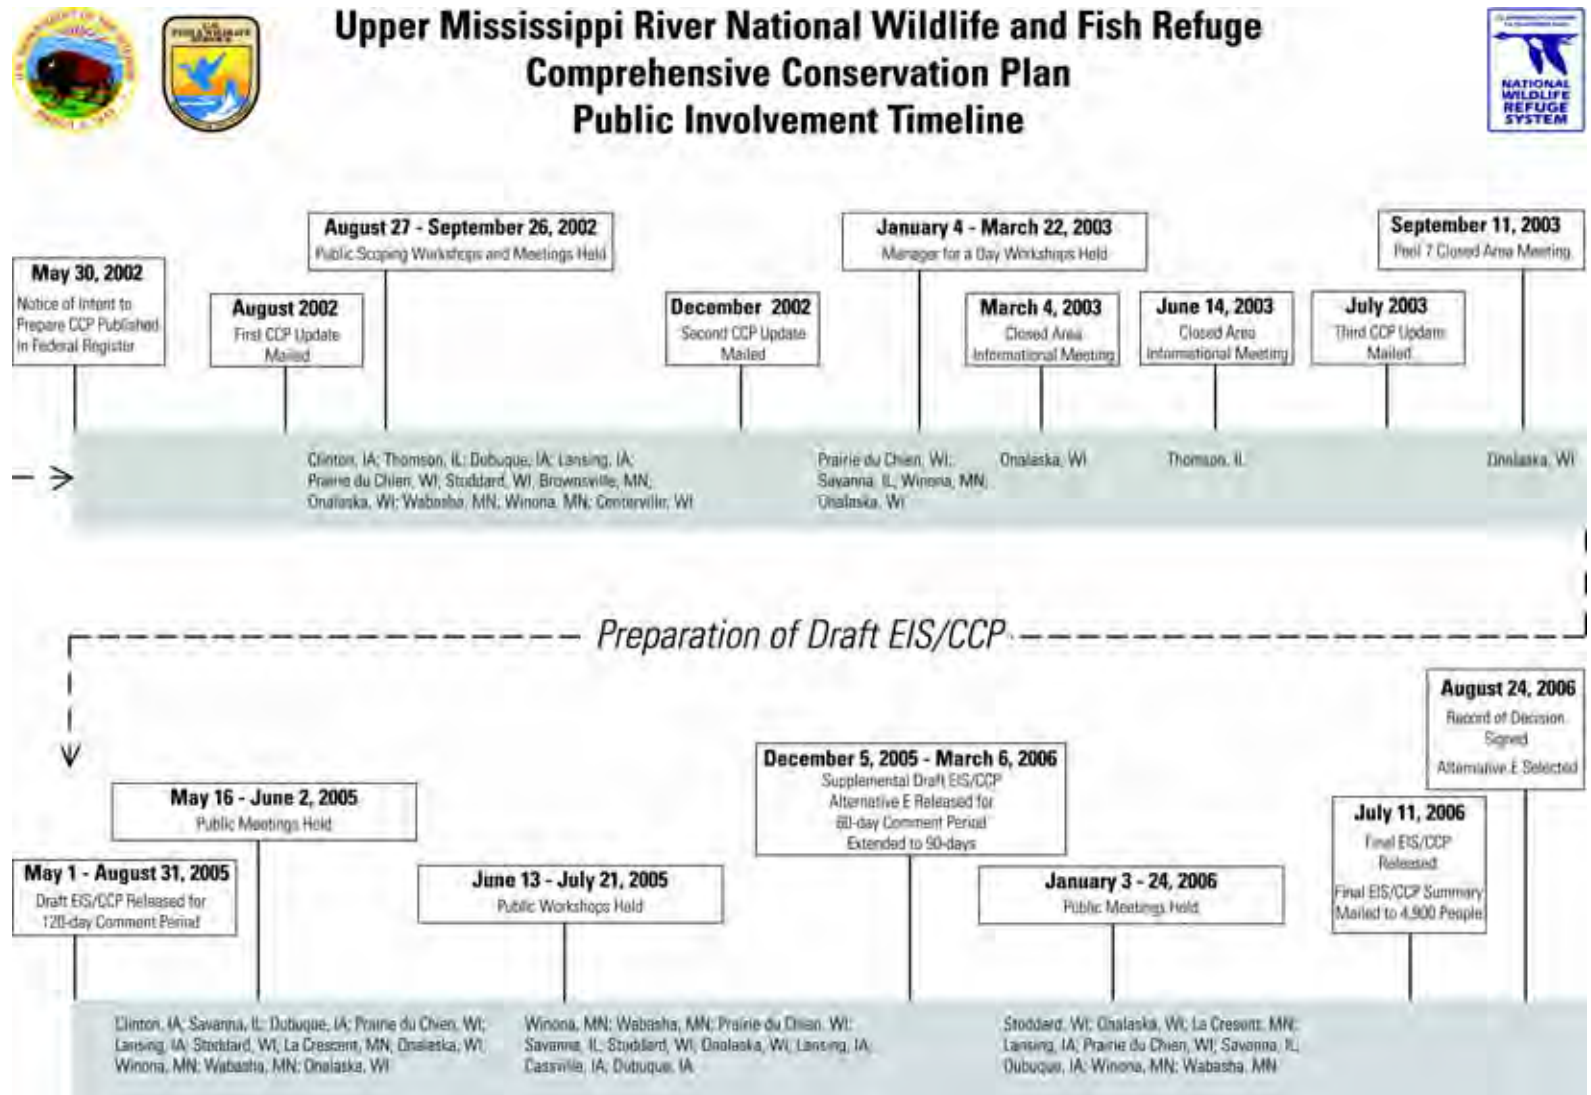 Upper Mississippi River National Wildlife and Fish Refuge
Comprehensive Conservation Plan
Public Involvement Timeline
FISH & WILDLIFE
SERVICE
NATIONAL
WILDLIFE
REFUGE
SYSTEM
May 30, 2002
Notice of Intent to
Prepare CCP Published
in Federal Register
August 2002
First CCP Update
Mailed
August 27 - September 26, 2002
Public Scoping Workshops and Meetings Held
December 2002
Second CCP Update
Mailed
January 4 - March 22, 2003
Manager for a Day Workshops Held
March 4, 2003
Closed Area
Informational Meeting
June 14, 2003
Closed Area
Informational Meeting
July 2003
Third CCP Update
Mailed
September 11, 2003
Pool 7 Closed Area Meeting
Clinton, IA; Thomson, IL; Dubuque, IA; Lansing, IA;
Prairie du Chien, WI; Stoddard, WI, Brownsville, MN;
Onalaska, WI; Wabasha, MN; Winona, MN; Centerville, WI
Prairie du Chien, WI;
Savanna, IL, Winona, MN;
Onalaska, WI
Onalaska, WI
Thomson, IL
Onalaska, WI
Preparation of Draft EIS/CCP
May 1 - August 31, 2005
Draft EIS/CCP Released for
120-day Comment Period
May 16 - June 2, 2005
Public Meetings Held
June 13 - July 21, 2005
Public Workshops Held
December 5, 2005 - March 6, 2006
Supplemental Draft EIS/CCP
Alternative E Released for
60-day Comment Period
Extended to 90-days
January 3 - 24, 2006
Public Meetings Held
July 11, 2006
Final EIS/CCP
Released
Final EIS/CCP Summary
Mailed to 4,900 People
August 24, 2006
Record of Decision
Signed
Alternative E Selected
Clinton, IA; Savanna, IL; Dubuque, IA; Prairie du Chien, WI;
Lansing, IA; Stoddard, WI, La Crescent, MN, Onalaska, WI,
Winona, MN; Wabasha, MN; Onalaska, WI
Winona, MN; Wabasha, MN; Prairie du Chien, WI;
Savanna, IL, Stoddard, WI, Onalaska, WI, Lansing, IA;
Cassville, IA; Dubuque, IA
Stoddard, WI; Onalaska, WI; La Cresent, MN;
Lansing, IA; Prairie du Chien, WI; Savanna, IL,
Dubuque, IA; Winona, MN; Wabasha, MN